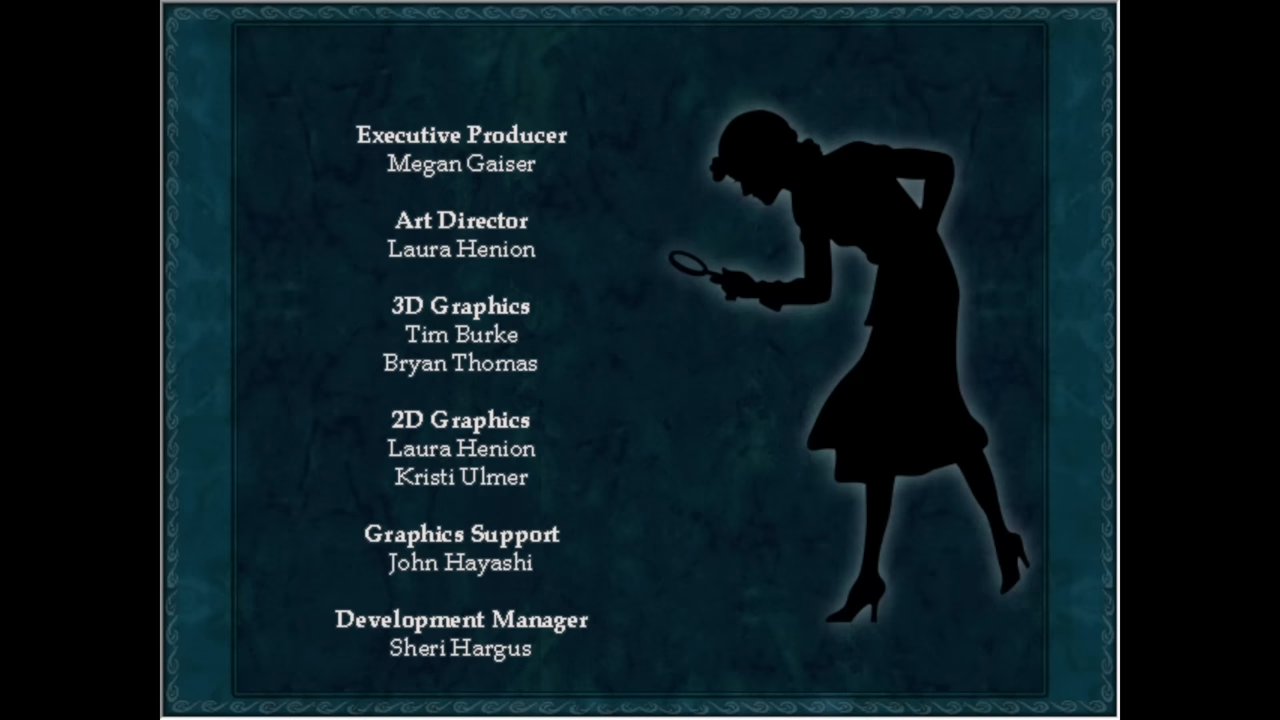 Executive Producer
Megan Gaiser
Art Director
Laura Henion
3D Graphics
Tim Burke
Bryan Thomas
2D Graphics
Laura Henion
Kristi Ulmer
Graphics Support
John Hayashi
Development Manager
Sheri Hargus